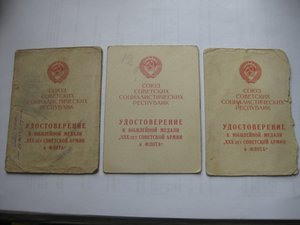 СОЮЗ
СОВЕТСКИХ
СОЦИАЛИСТИЧЕСКИХ
РЕСПУБЛИК
УДОСТОВЕРЕНИЕ
К ЮБИЛЕЙНОЙ МЕДАЛИ
"XXX ЛЕТ СОВЕТСКОЙ АРМИИ
И ФЛОТА"
СОЮЗ
СОВЕТСКИХ
СОЦИАЛИСТИЧЕСКИХ
РЕСПУБЛИК
УДОСТОВЕРЕНИЕ
К ЮБИЛЕЙНОЙ МЕДАЛИ
"XXX ЛЕТ СОВЕТСКОЙ АРМИИ
И ФЛОТА"
СОЮЗ
СОВЕТСКИХ
СОЦИАЛИСТИЧЕСКИХ
РЕСПУБЛИК
УДОСТОВЕРЕНИЕ
К ЮБИЛЕЙНОЙ МЕДАЛИ
"XXX ЛЕТ СОВЕТСКОЙ АРМИИ
И ФЛОТА"